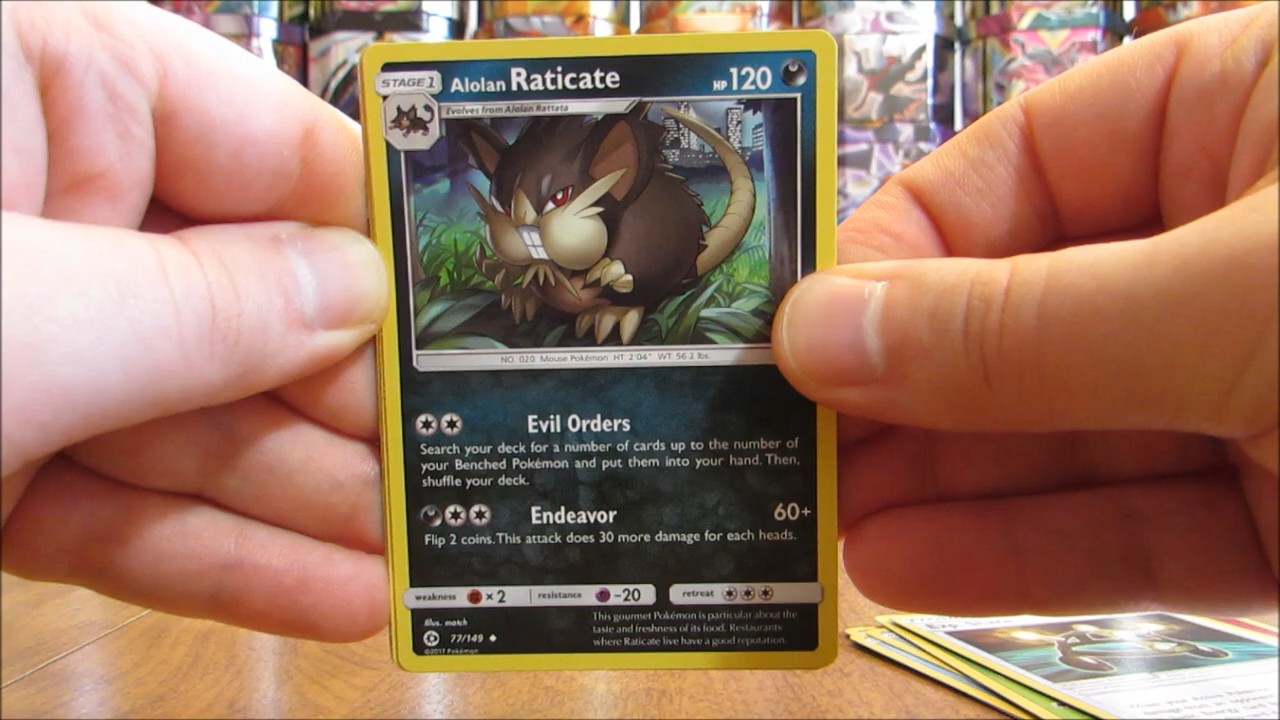 STAGE 1 Alolan Raticate HP 120
Evolves from Alolan Rattata
NO. 020 Mouse Pokémon HT: 2'04" WT: 56.2 lbs.
Evil Orders
Search your deck for a number of cards up to the number of
your Benched Pokémon and put them into your hand. Then,
shuffle your deck.
Endeavor 60+
Flip 2 coins. This attack does 30 more damage for each heads.
weakness ×2 resistance -20 retreat
Illus. match
77/149
©2017 Pokémon
This gourmet Pokémon is particular about the
taste and freshness of its food. Restaurants
where Raticate live have a good reputation.